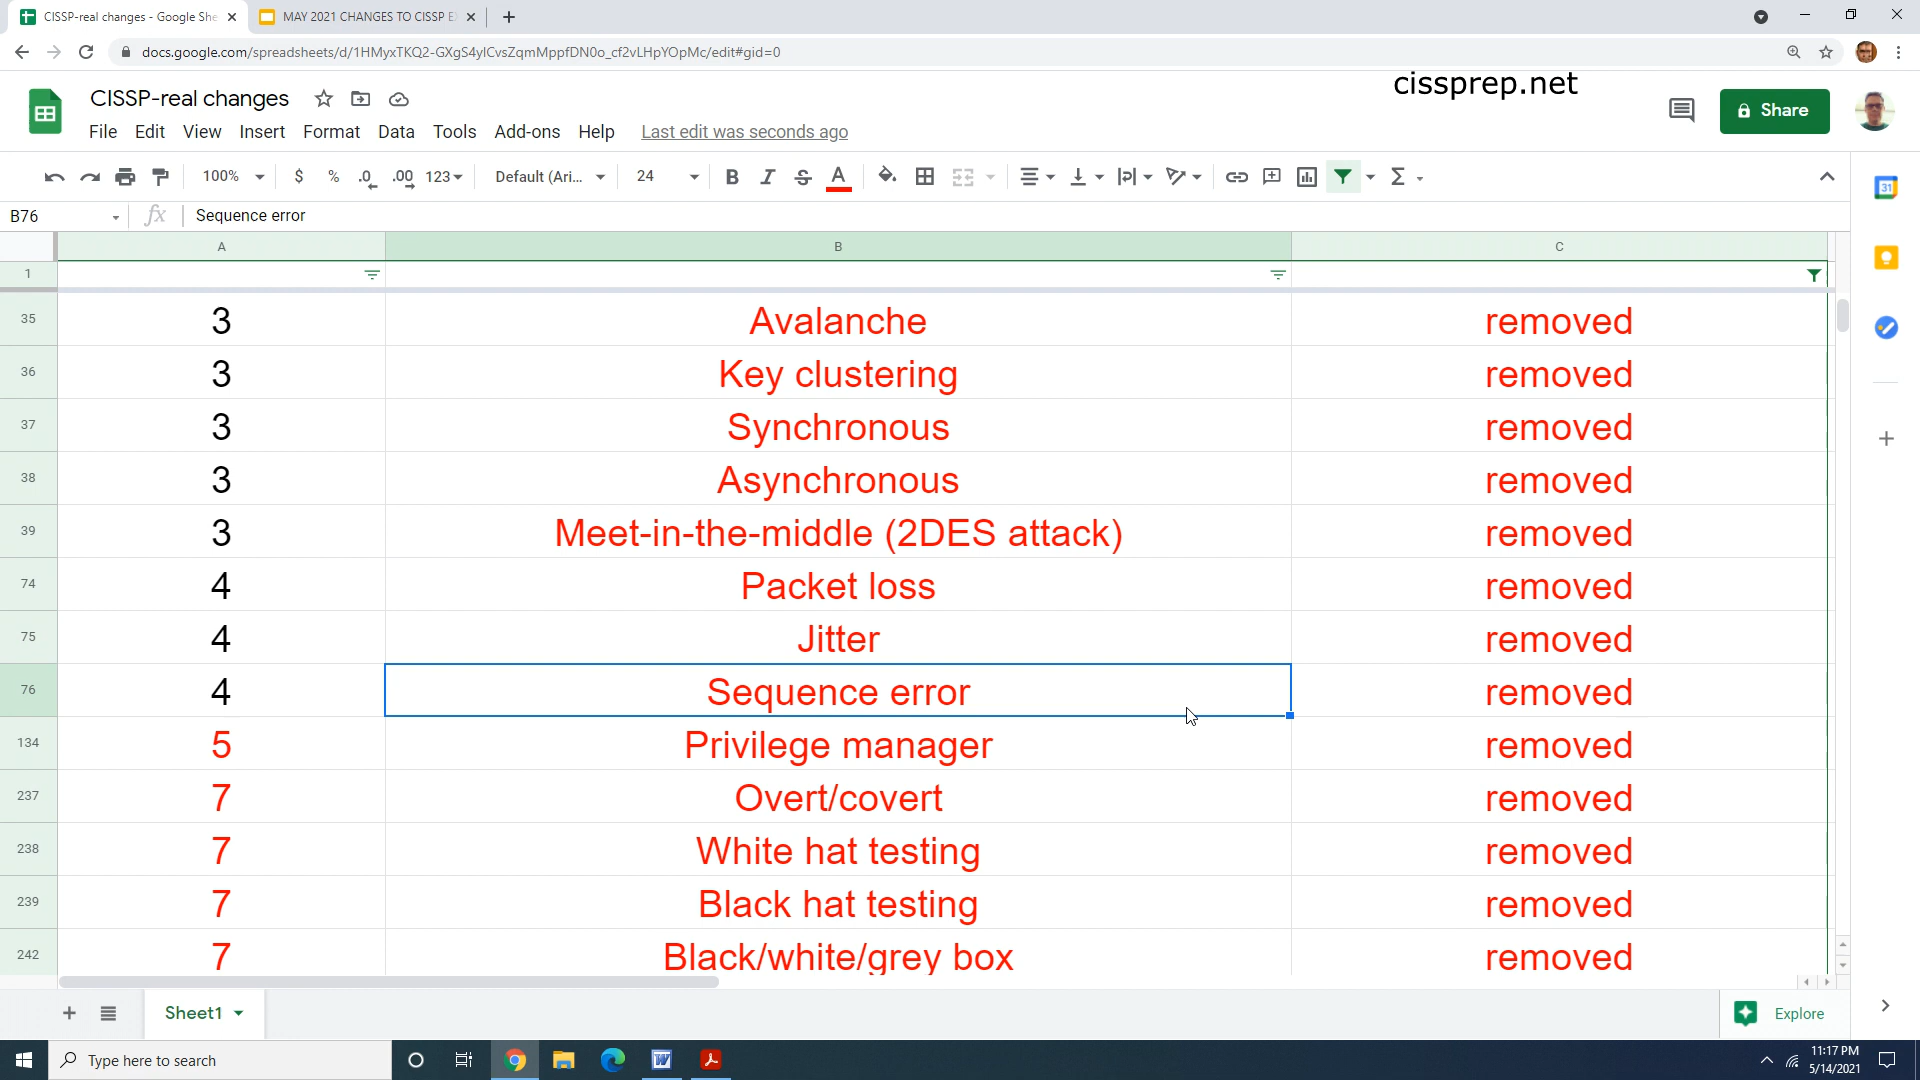 CISSP-real changes - Google She
MAY 2021 CHANGES TO CISSP E
docs.google.com/spreadsheets/d/1HMyxTKQ2-GXgS4ylCvsZqmMppfDN0o_cf2vLHpYOpMc/edit#gid=0
cissprep.net
CISSP-real changes
Share
File Edit View Insert Format Data Tools Add-ons Help Last edit was seconds ago
100% $ % .0 .00 123 Default (Ari... 24 B I S A Σ
31
B76 fx Sequence error
A B C
1
35 3 Avalanche removed
36 3 Key clustering removed
37 3 Synchronous removed
38 3 Asynchronous removed
39 3 Meet-in-the-middle (2DES attack) removed
74 4 Packet loss removed
75 4 Jitter removed
76 4 Sequence error removed
134 5 Privilege manager removed
237 7 Overt/covert removed
238 7 White hat testing removed
239 7 Black hat testing removed
242 7 Black/white/grey box removed
Sheet1
Explore
Type here to search
11:17 PM
5/14/2021